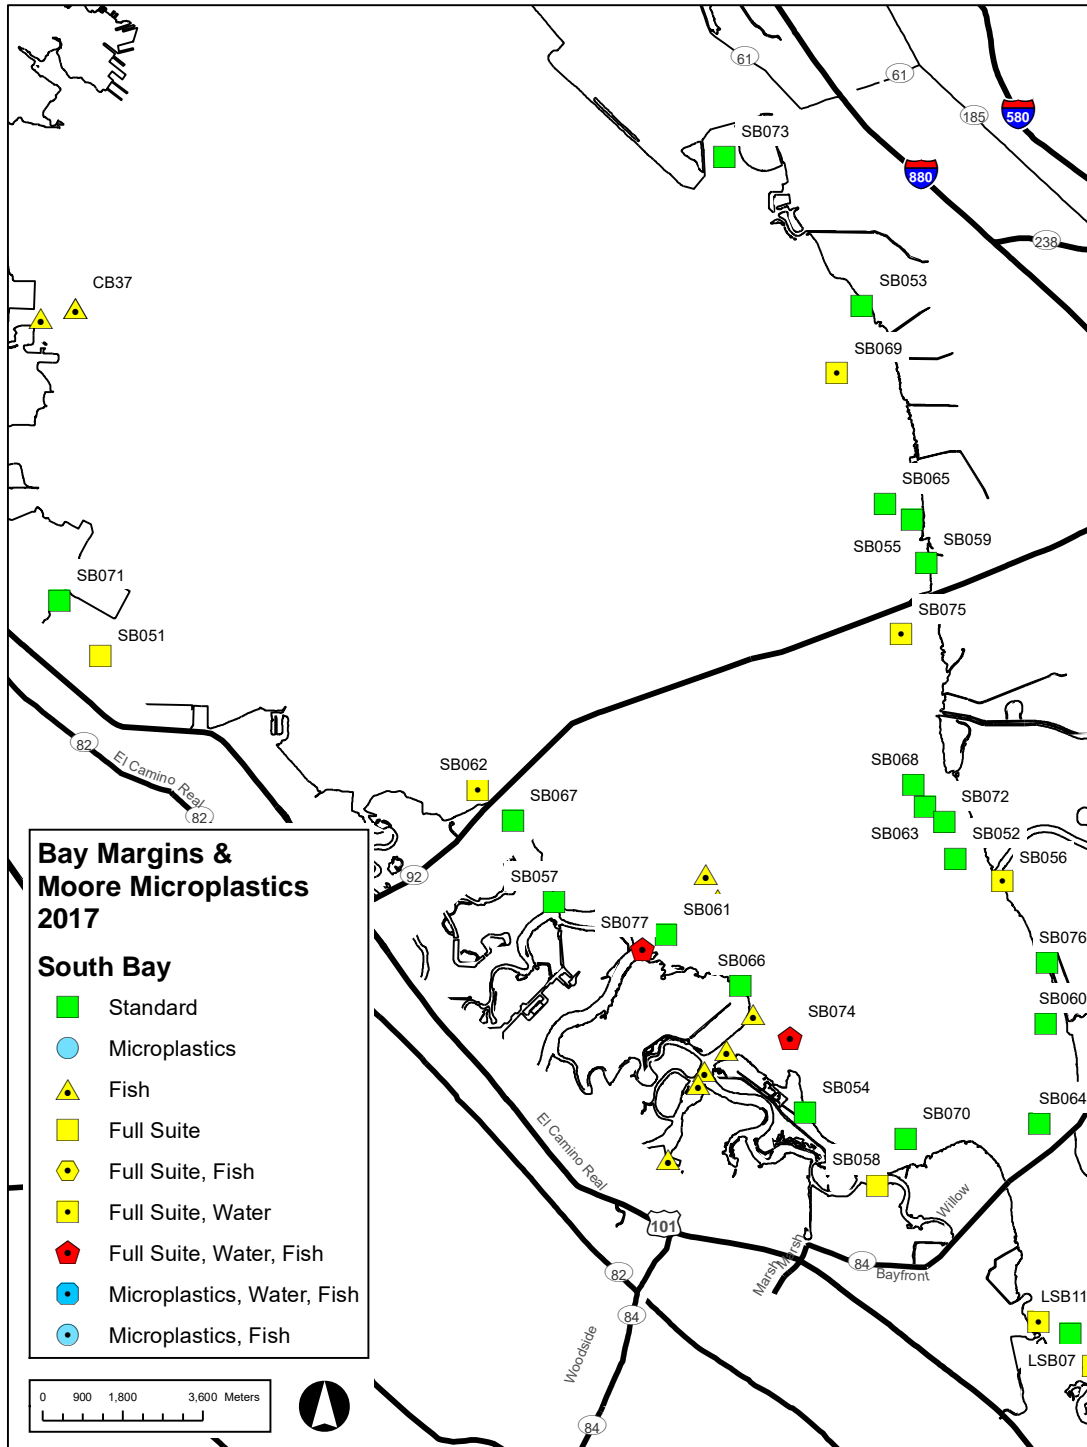 61
61
580
185
SB073
880
238
CB37
SB053
SB069
SB065
SB055
SB059
SB071
SB075
SB051
82
El Camino Real
82
SB062
SB067
SB068
SB072
SB063
SB052
SB056
92
SB057
SB077
SB061
SB076
SB066
SB060
SB074
SB054
SB064
SB070
El Camino Real
SB058
Willow
101
Marsh
Marsh
84
Bayfront
82
84
Woodside
84
LSB11
LSB07
Bay Margins &
Moore Microplastics
2017
South Bay
Standard
Microplastics
Fish
Full Suite
Full Suite, Fish
Full Suite, Water
Full Suite, Water, Fish
Microplastics, Water, Fish
Microplastics, Fish
0 900 1,800 3,600 Meters